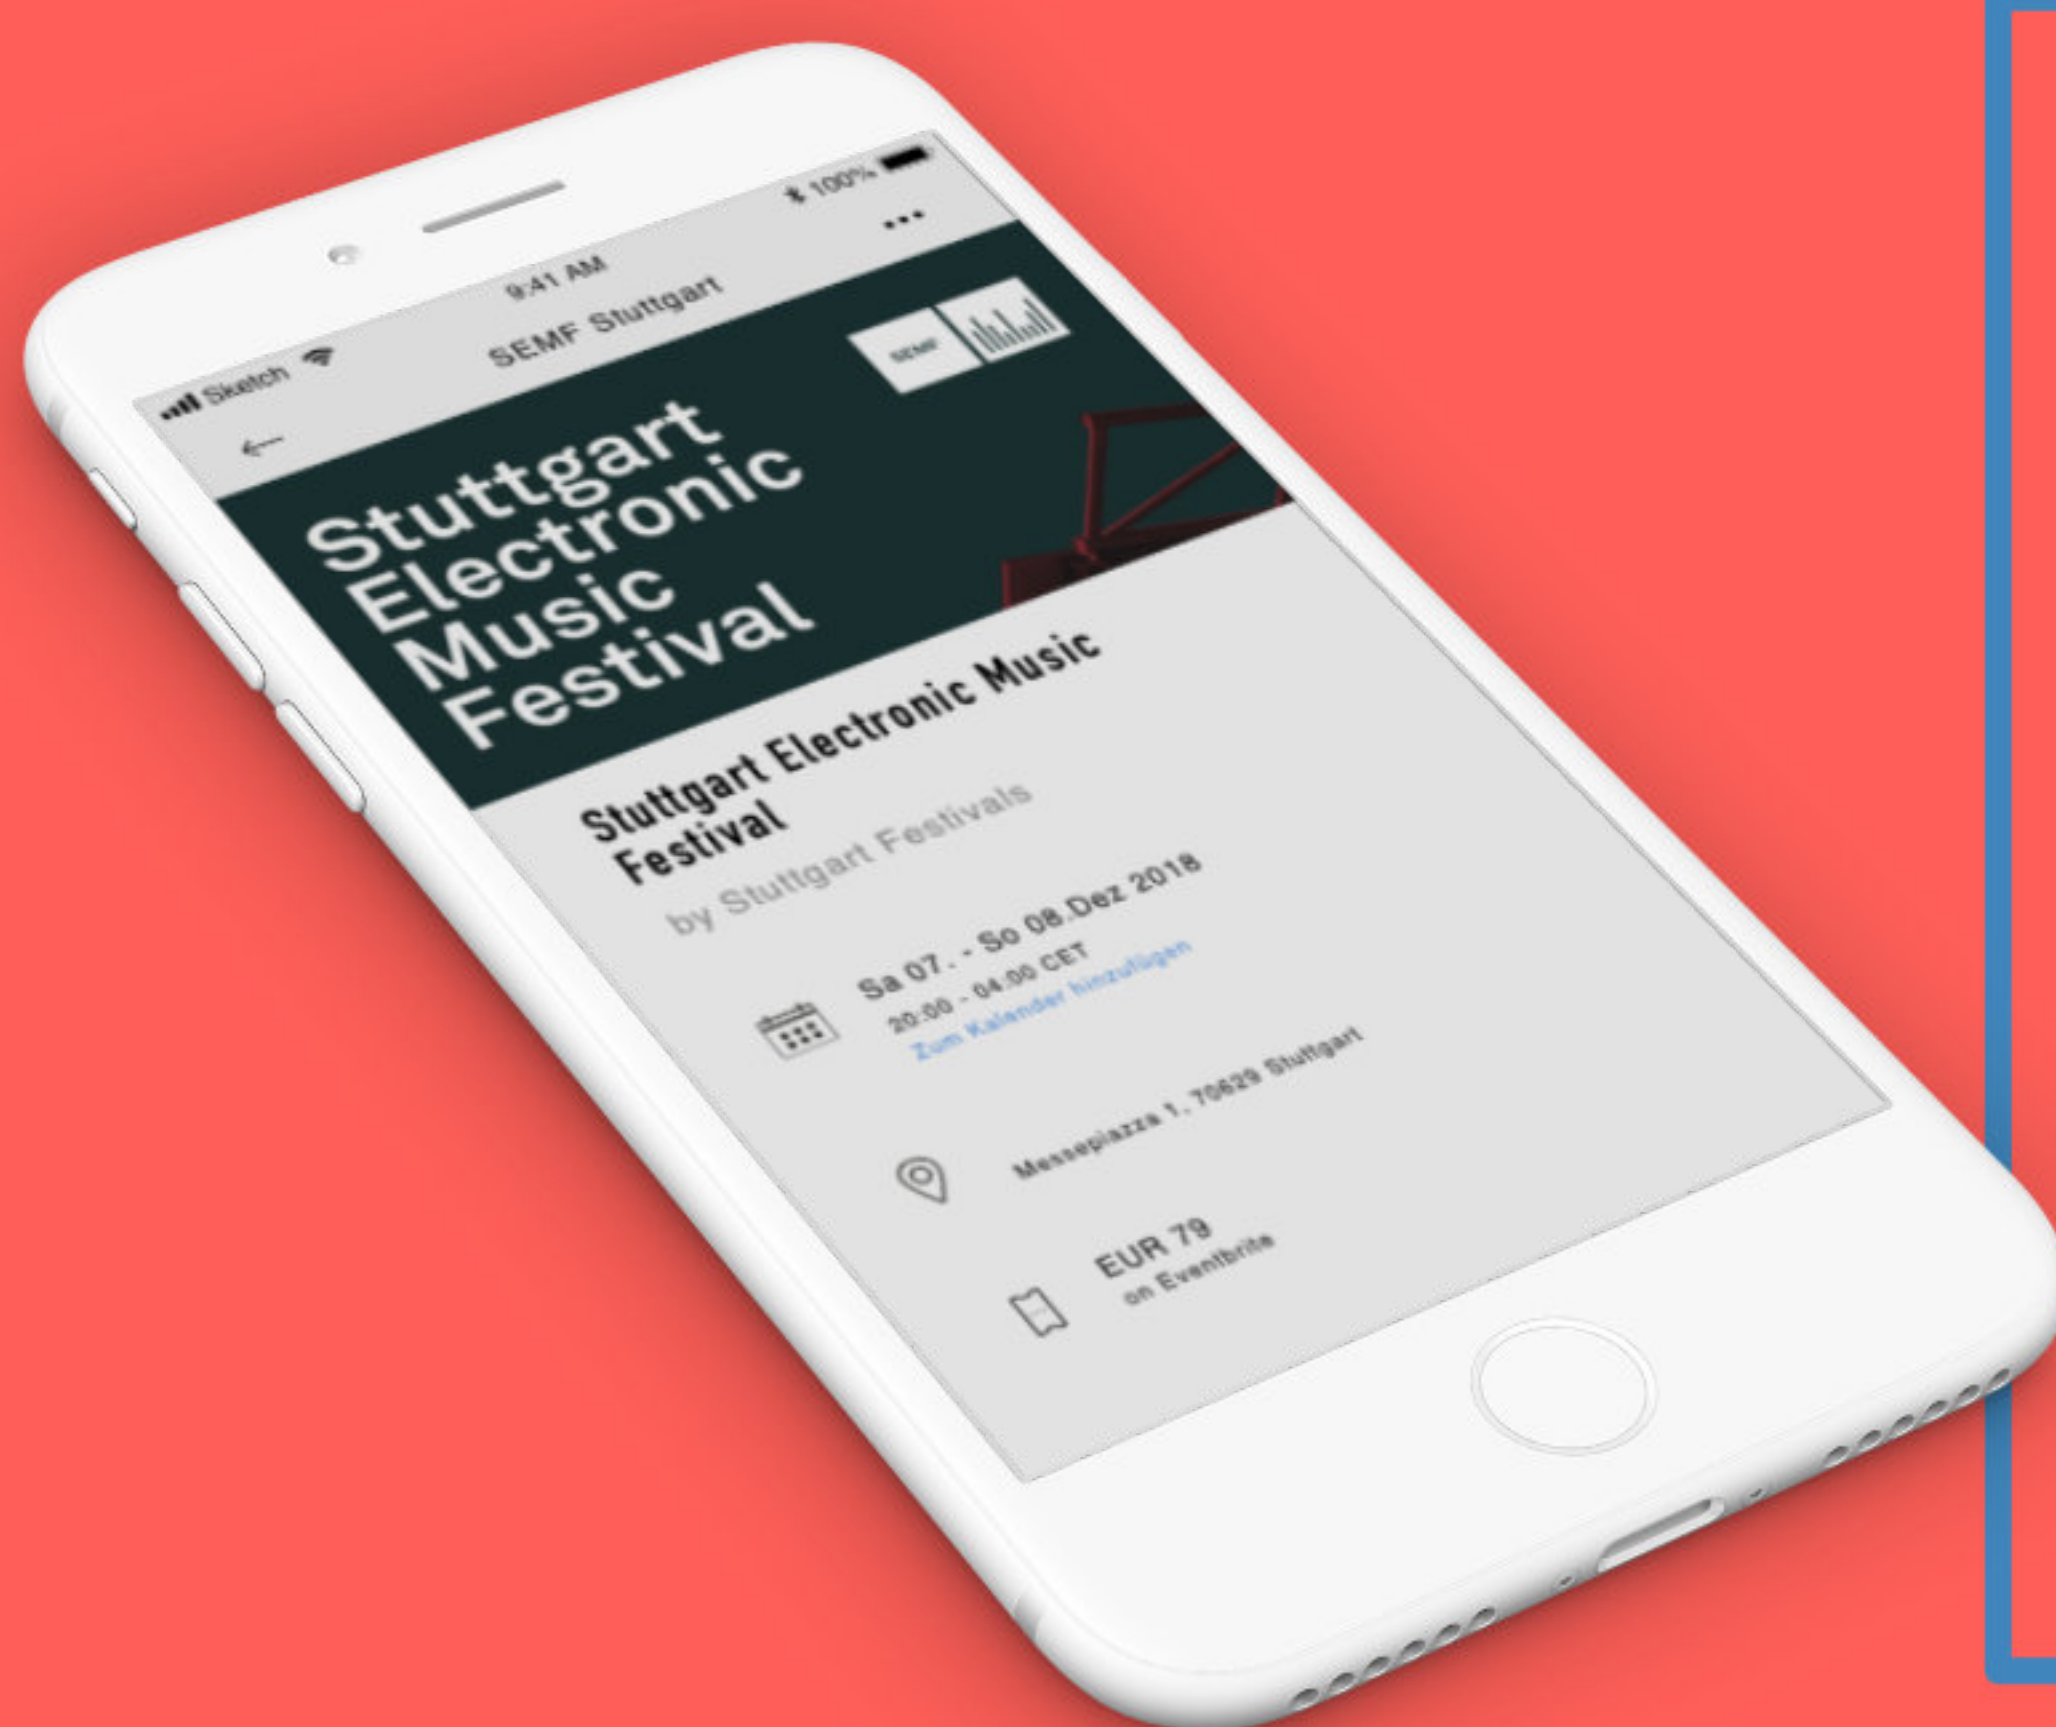 Sketch 9:41 AM 100%
SEMF Stuttgart
SEMF
Stuttgart
Electronic
Music
Festival
Stuttgart Electronic Music
Festival
by Stuttgart Festivals
Sa 07. - So 08.Dez 2018
20:00 - 04:00 CET
Zum Kalender hinzufügen
Messepiazza 1, 70629 Stuttgart
EUR 79
on Eventbrite